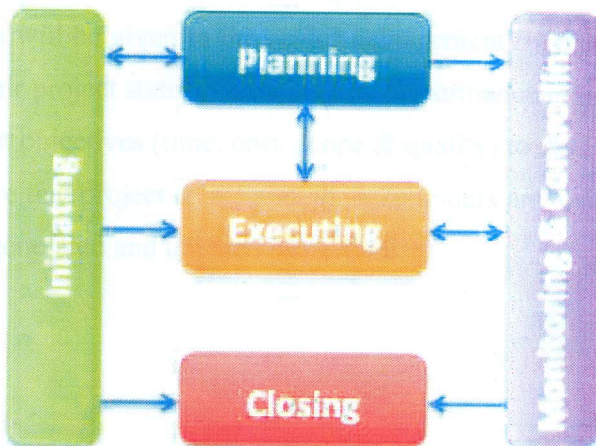 Initiating
Planning
Executing
Closing
Monitoring & Controlling